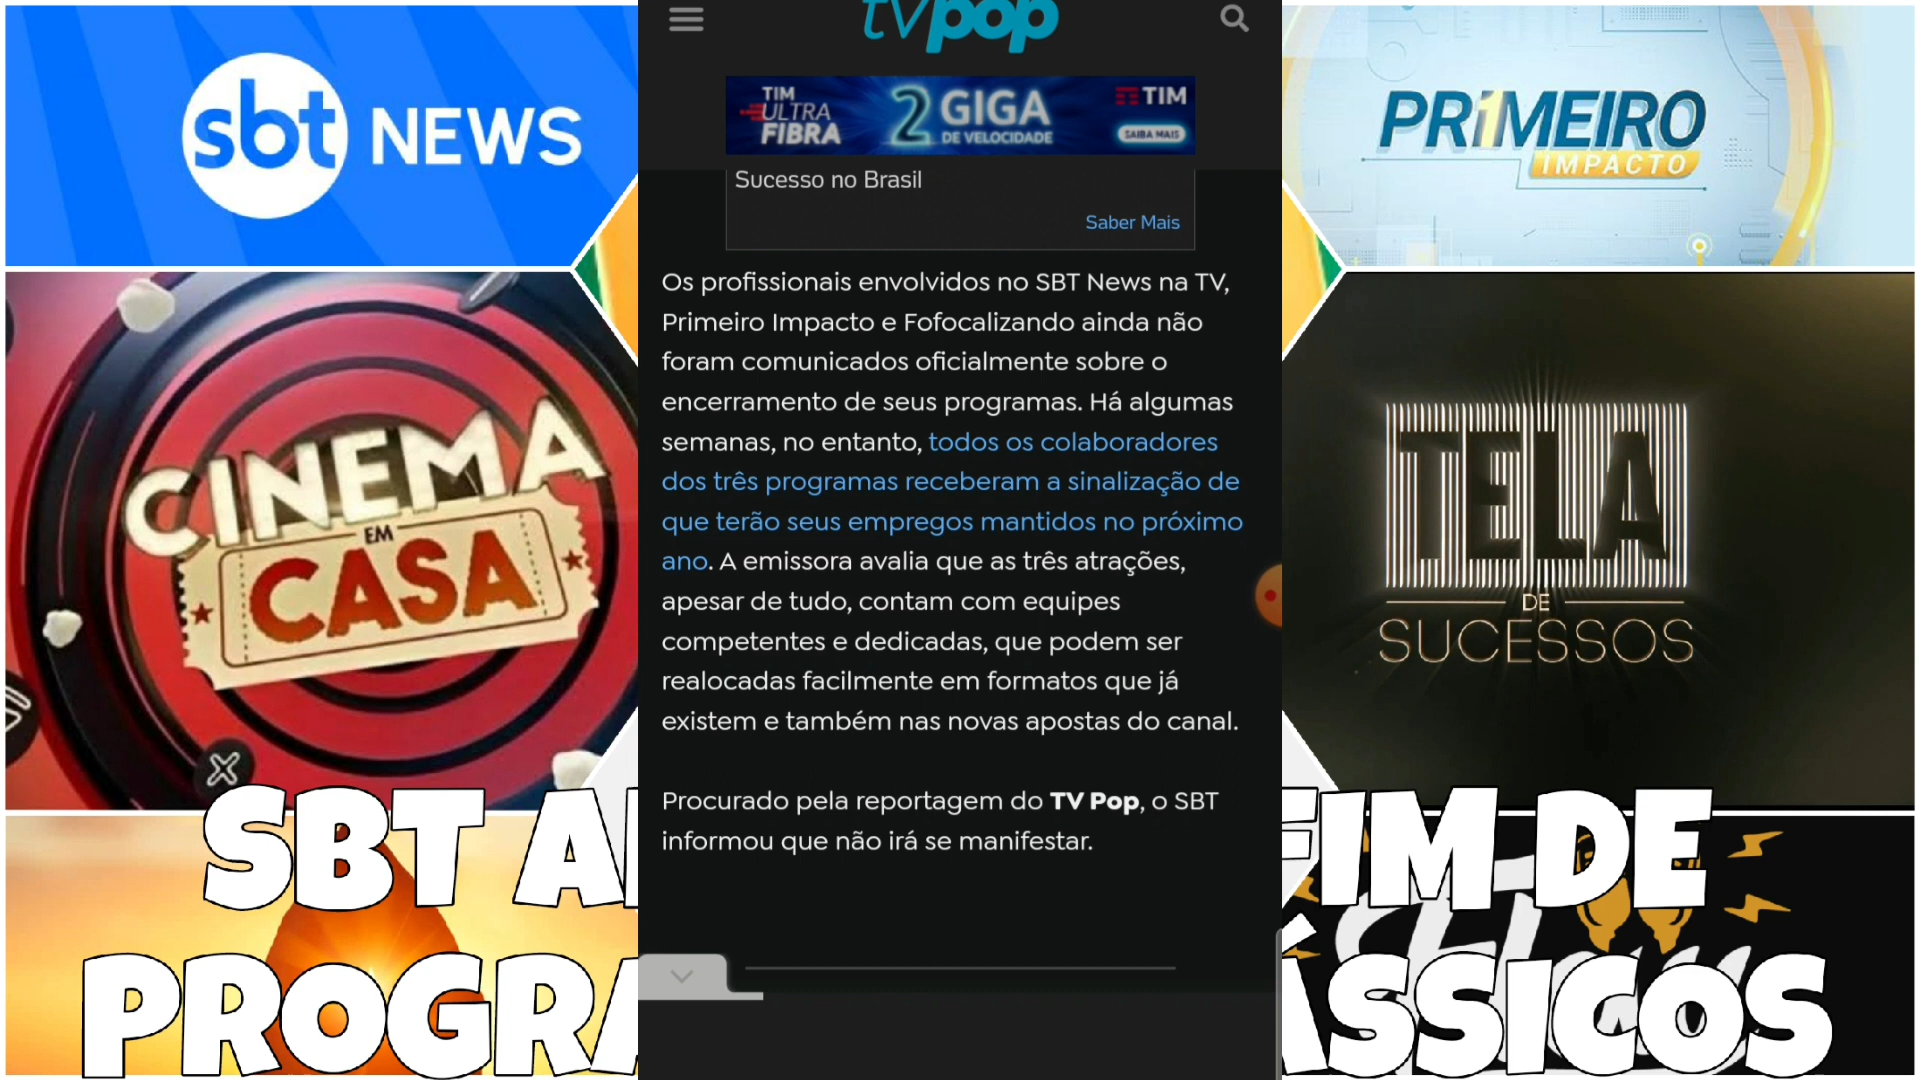 sbt NEWS
PR1MEIRO
IMPACTO
CINEMA
EM
CASA
TELA
DE
SUCESSOS
tvpop
TIM
ULTRA
FIBRA
2 GIGA
DE VELOCIDADE
TIM
SAIBA MAIS
Sucesso no Brasil
Saber Mais
Os profissionais envolvidos no SBT News na TV,
Primeiro Impacto e Fofocalizando ainda não
foram comunicados oficialmente sobre o
encerramento de seus programas. Há algumas
semanas, no entanto, todos os colaboradores
dos três programas receberam a sinalização de
que terão seus empregos mantidos no próximo
ano. A emissora avalia que as três atrações,
apesar de tudo, contam com equipes
competentes e dedicadas, que podem ser
realocadas facilmente em formatos que já
existem e também nas novas apostas do canal.
Procurado pela reportagem do TV Pop, o SBT
informou que não irá se manifestar.
SBT A
FIM DE
PROGRA
ÁSSICOS